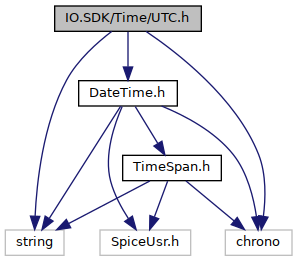 IO.SDK/Time/UTC.h
DateTime.h
TimeSpan.h
string
SpiceUsr.h
chrono